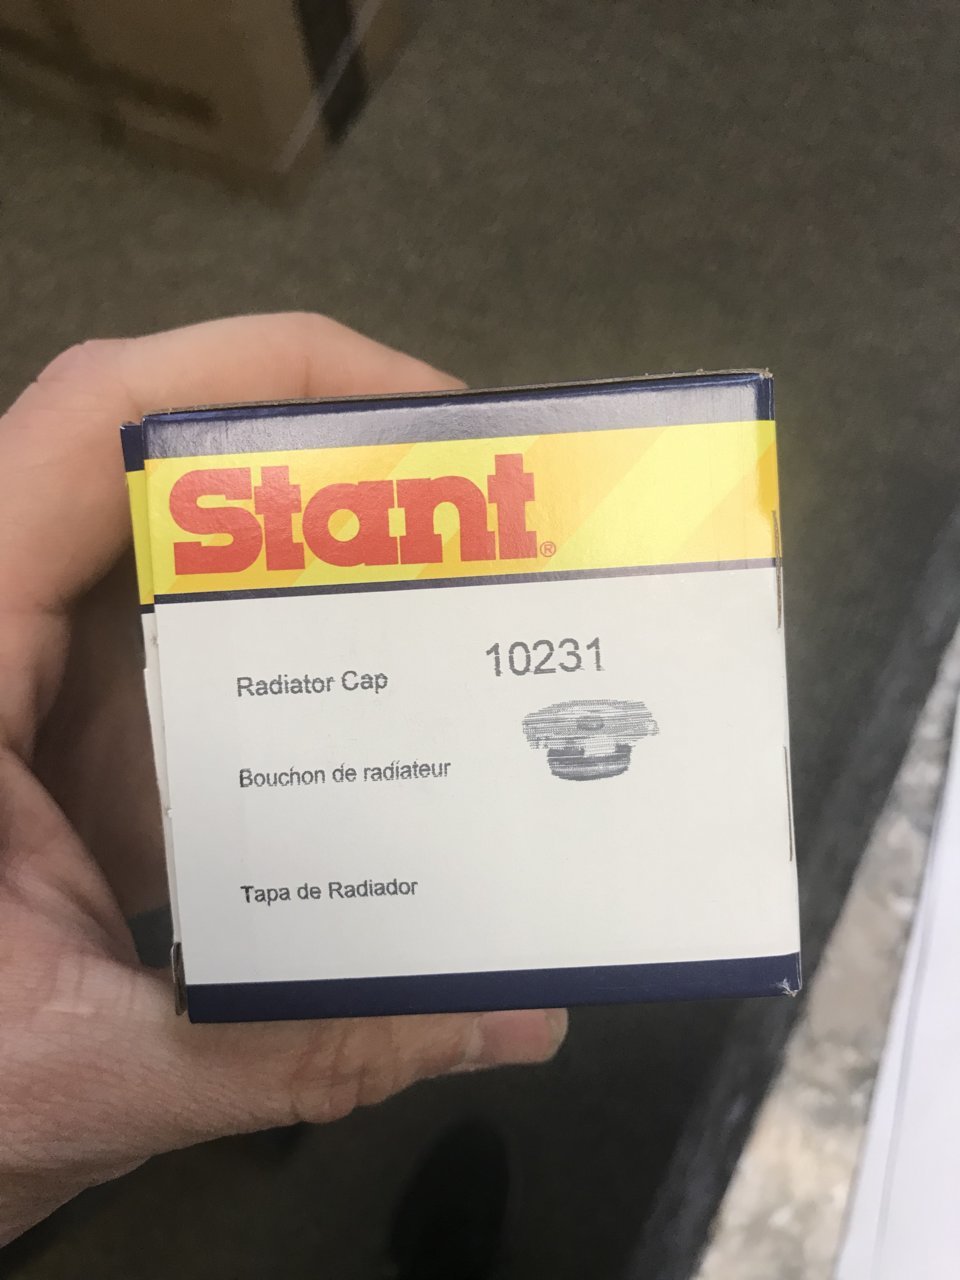 Stant®
10231
Radiator Cap
Bouchon de radiateur
Tapa de Radiador